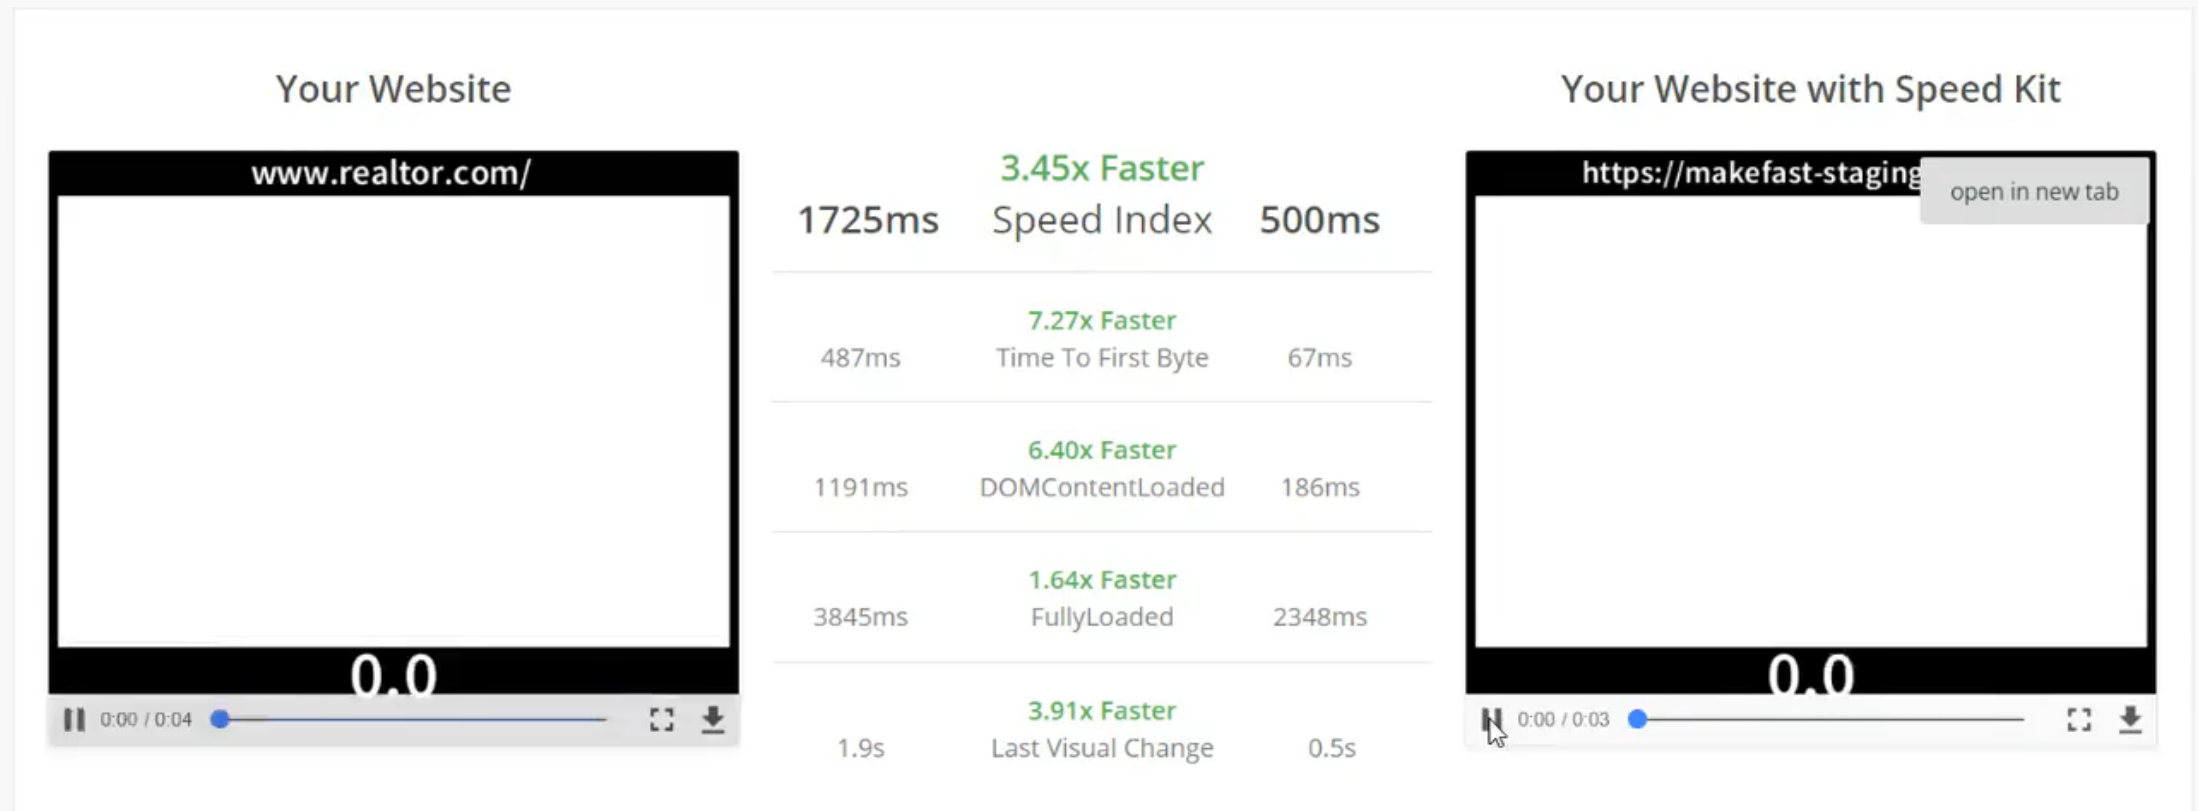 Your Website
www.realtor.com/
0.0
0:00 / 0:04
3.45x Faster
1725ms Speed Index 500ms
7.27x Faster
487ms Time To First Byte 67ms
6.40x Faster
1191ms DOMContentLoaded 186ms
1.64x Faster
3845ms FullyLoaded 2348ms
3.91x Faster
1.9s Last Visual Change 0.5s
Your Website with Speed Kit
https://makefast-staging
open in new tab
0.0
0:00 / 0:03